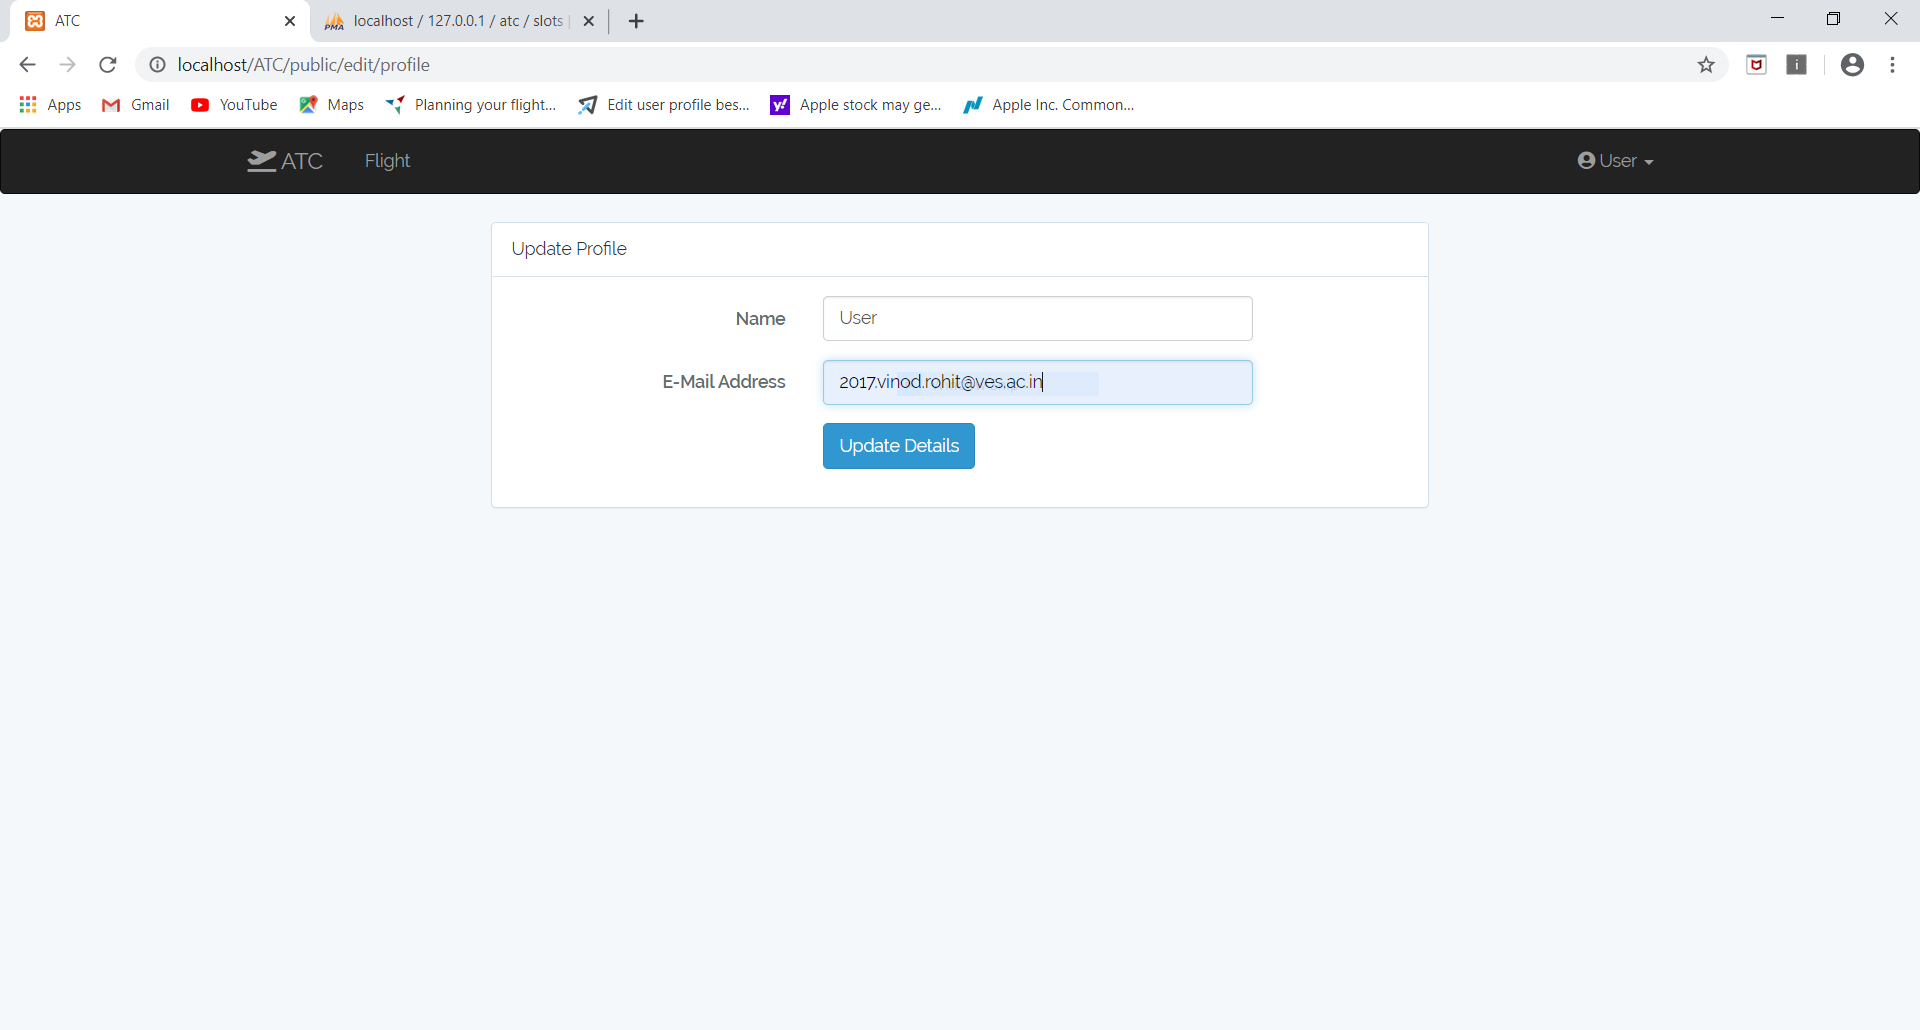 ATC
localhost / 127.0.0.1 / atc / slots
localhost/ATC/public/edit/profile
Apps Gmail YouTube Maps Planning your flight... Edit user profile bes... Apple stock may ge... Apple Inc. Common...
ATC Flight User
Update Profile
Name User
E-Mail Address 2017.vinod.rohit@ves.ac.in
Update Details